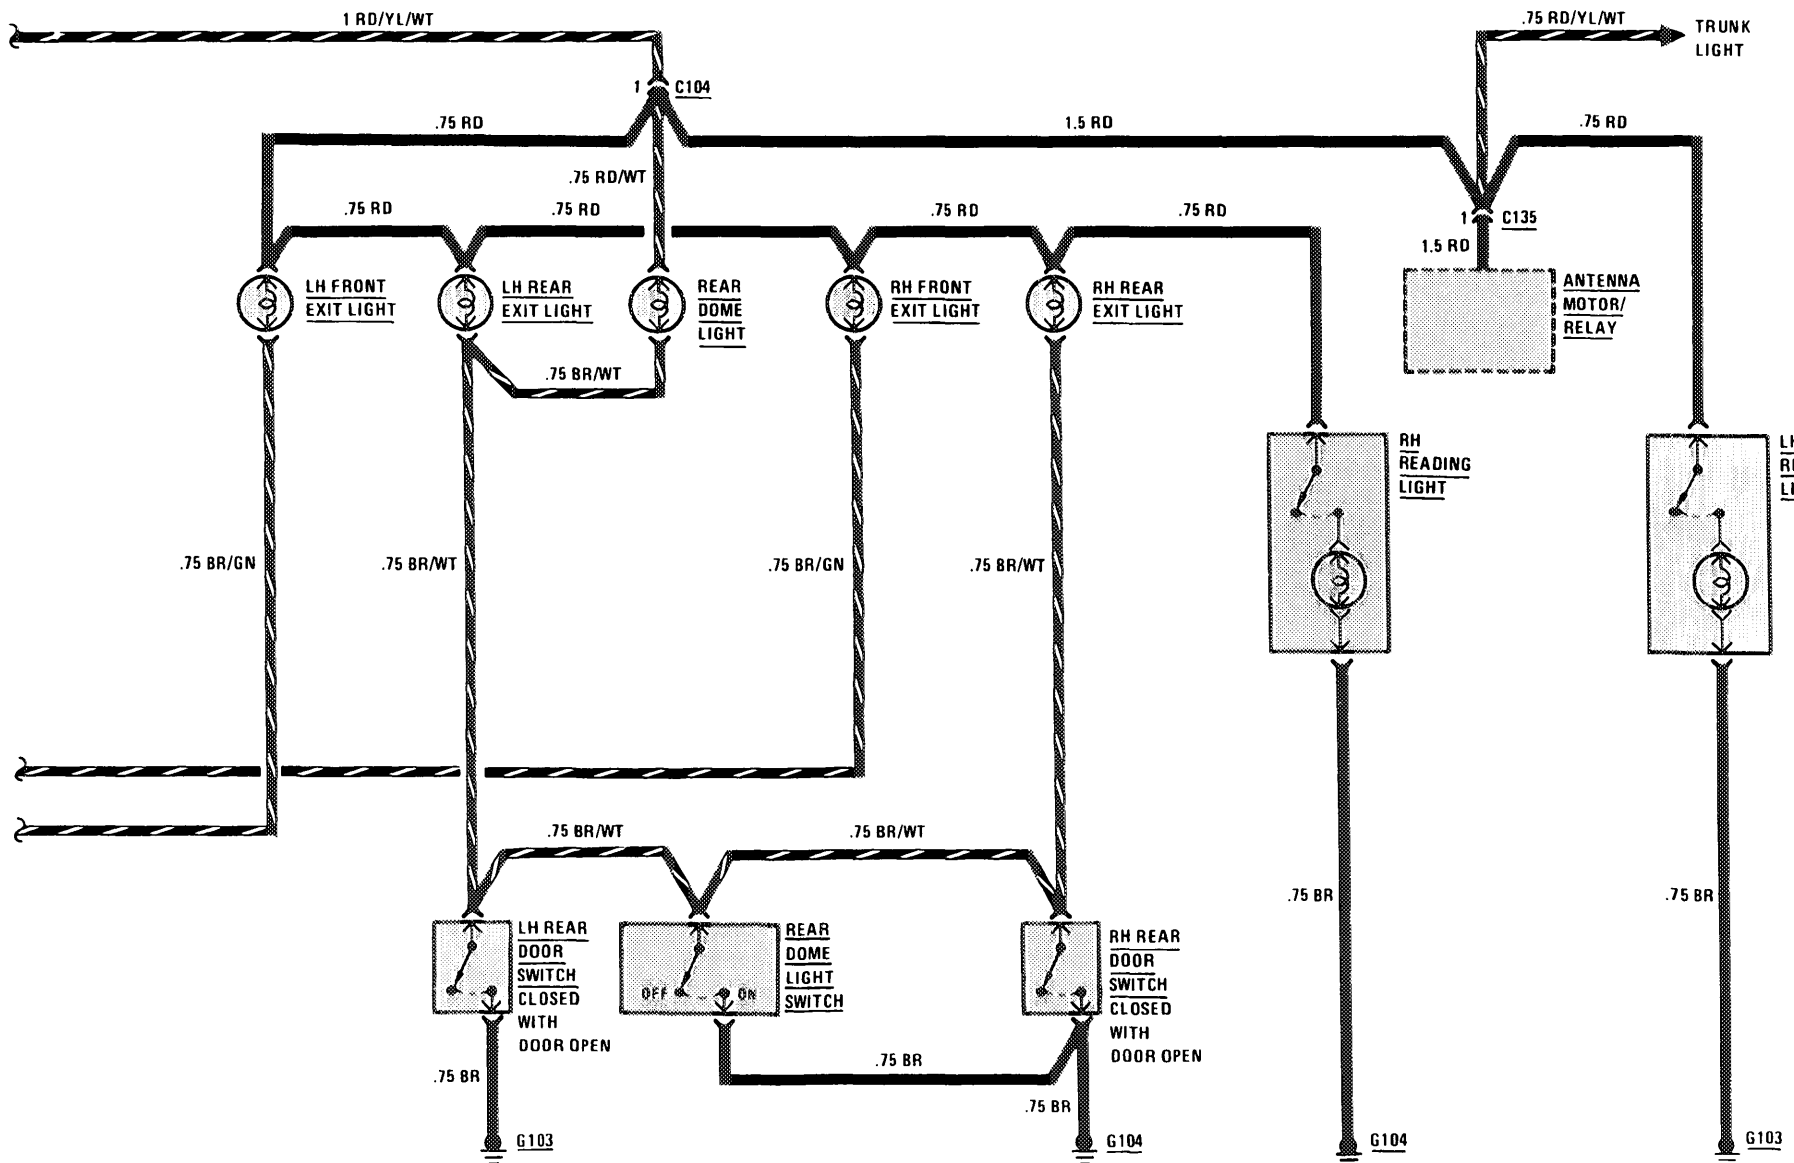 1 RD/YL/WT
.75 RD/YL/WT
TRUNK
LIGHT
1 C104
.75 RD
1.5 RD
.75 RD
.75 RD/WT
.75 RD
.75 RD
.75 RD
.75 RD
1 C135
1.5 RD
LH FRONT
EXIT LIGHT
LH REAR
EXIT LIGHT
REAR
DOME
LIGHT
RH FRONT
EXIT LIGHT
RH REAR
EXIT LIGHT
ANTENNA
MOTOR/
RELAY
.75 BR/WT
RH
READING
LIGHT
.75 BR/GN
.75 BR/WT
.75 BR/GN
.75 BR/WT
.75 BR/WT
.75 BR/WT
.75 BR
.75 BR
LH REAR
DOOR
SWITCH
CLOSED
WITH
DOOR OPEN
OFF
ON
REAR
DOME
LIGHT
SWITCH
RH REAR
DOOR
SWITCH
CLOSED
WITH
DOOR OPEN
.75 BR
.75 BR
.75 BR
G103
G104
G104
G103